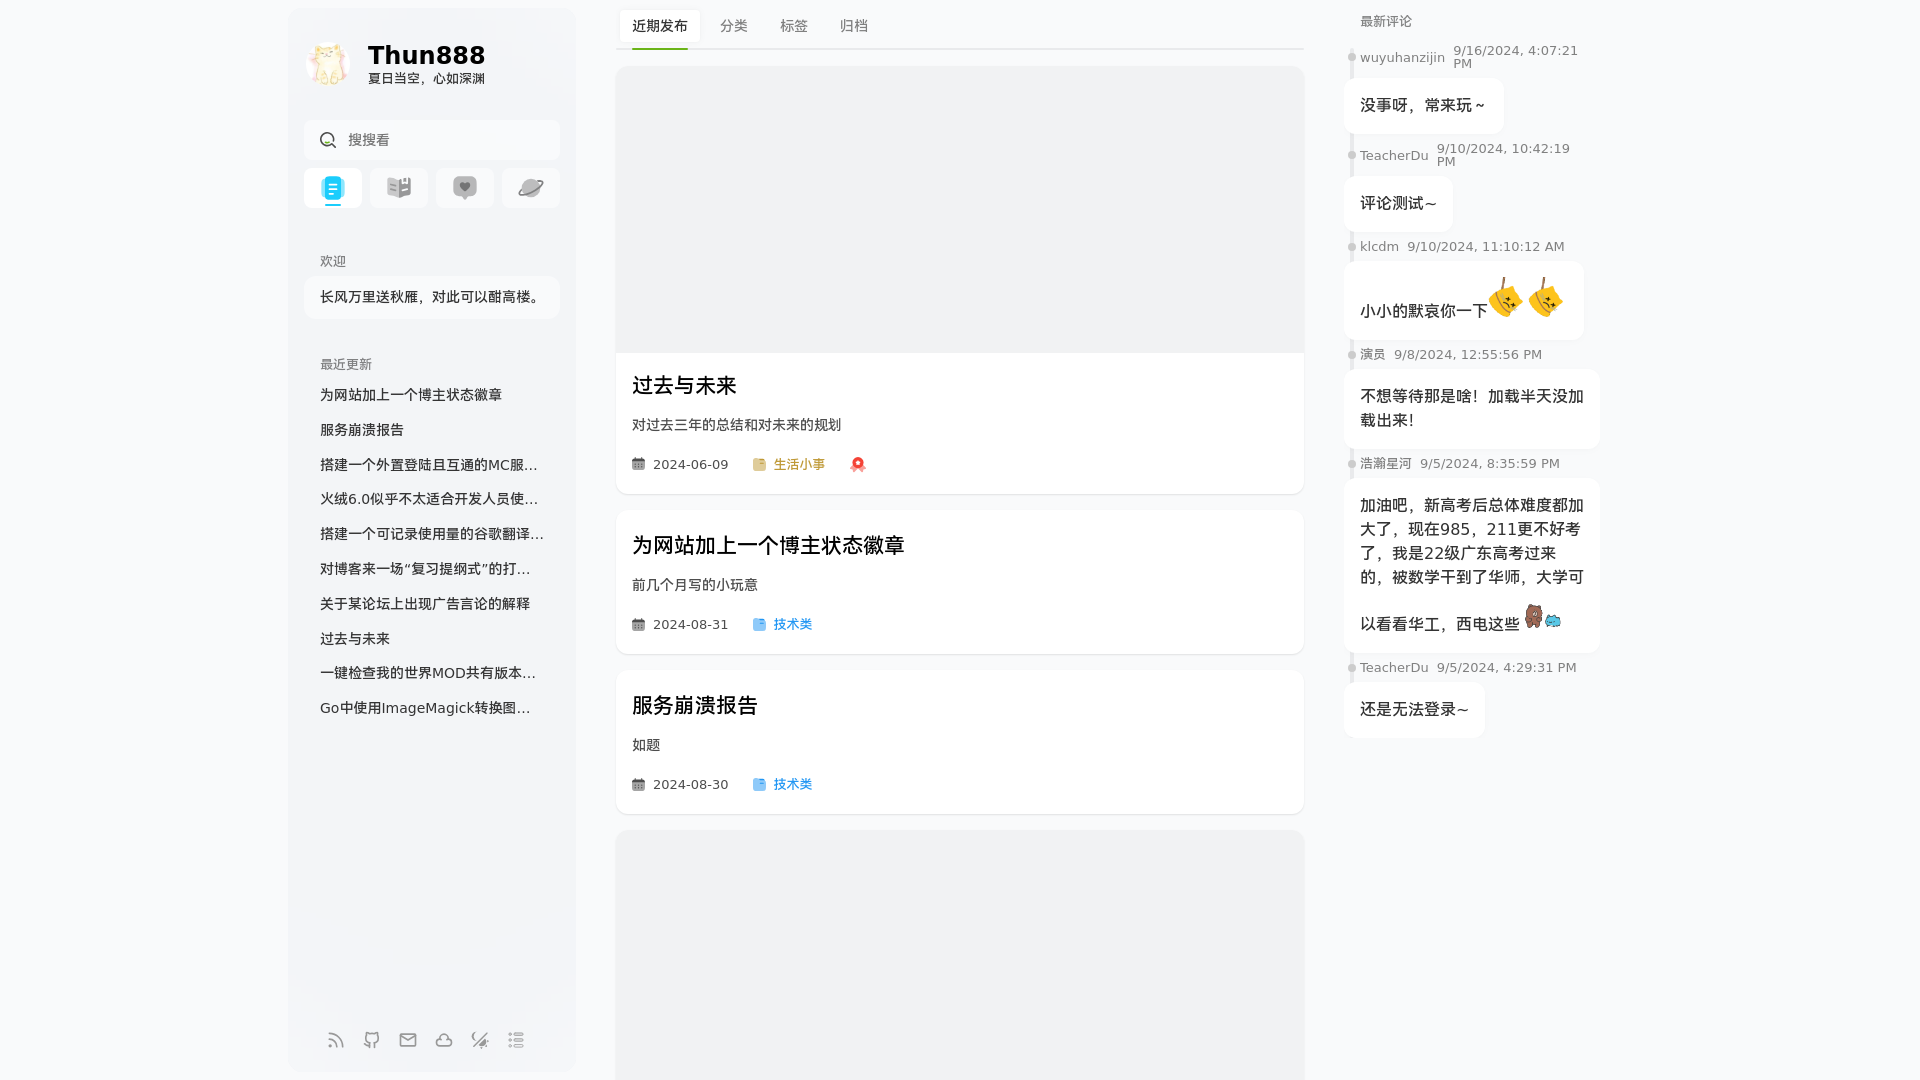 Thun888
夏日当空，心如深渊
搜搜看
欢迎
长风万里送秋雁，对此可以酣高楼。
最近更新
为网站加上一个博主状态徽章
服务崩溃报告
搭建一个外置登陆且互通的MC服…
火绒6.0似乎不太适合开发人员使…
搭建一个可记录使用量的谷歌翻译…
对博客来一场“复习提纲式”的打…
关于某论坛上出现广告言论的解释
过去与未来
一键检查我的世界MOD共有版本…
Go中使用ImageMagick转换图…
近期发布
分类
标签
归档
过去与未来
对过去三年的总结和对未来的规划
2024-06-09 生活小事
为网站加上一个博主状态徽章
前几个月写的小玩意
2024-08-31 技术类
服务崩溃报告
如题
2024-08-30 技术类
最新评论
wuyuhanzijin 9/16/2024, 4:07:21
PM
没事呀，常来玩～
TeacherDu 9/10/2024, 10:42:19
PM
评论测试~
klcdm 9/10/2024, 11:10:12 AM
小小的默哀你一下
演员 9/8/2024, 12:55:56 PM
不想等待那是啥！加载半天没加
载出来！
浩瀚星河 9/5/2024, 8:35:59 PM
加油吧，新高考后总体难度都加
大了，现在985，211更不好考
了，我是22级广东高考过来
的，被数学干到了华师，大学可
以看看华工，西电这些
TeacherDu 9/5/2024, 4:29:31 PM
还是无法登录~